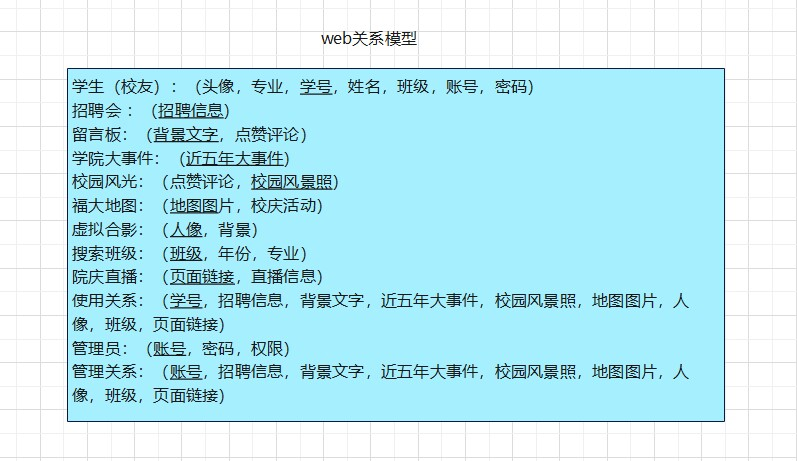 web关系模型
学生（校友）：（头像，专业，学号，姓名，班级，账号，密码）
招聘会：（招聘信息）
留言板：（背景文字，点赞评论）
学院大事件：（近五年大事件）
校园风光：（点赞评论，校园风景照）
福大地图：（地图图片，校庆活动）
虚拟合影：（人像，背景）
搜索班级：（班级，年份，专业）
院庆直播：（页面链接，直播信息）
使用关系：（学号，招聘信息，背景文字，近五年大事件，校园风景照，地图图片，人
像，班级，页面链接）
管理员：（账号，密码，权限）
管理关系：（账号，招聘信息，背景文字，近五年大事件，校园风景照，地图图片，人
像，班级，页面链接）